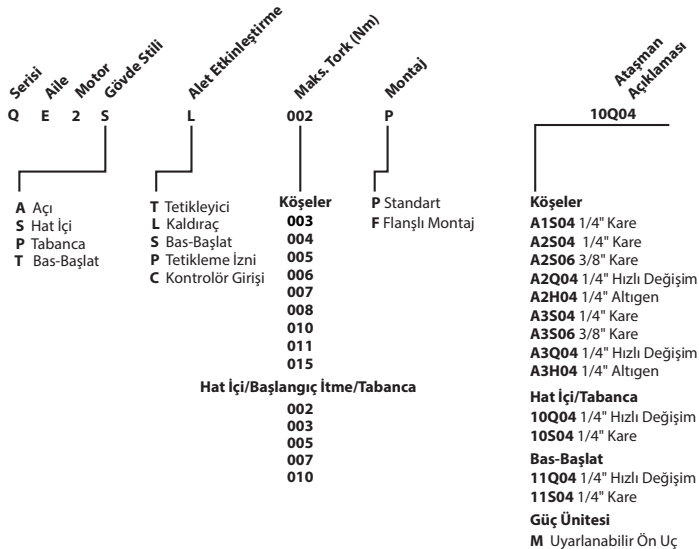 Serisi
Aile
Motor
Gövde Stili
Alet Etkinleştirme
Maks. Tork (Nm)
Montaj
Ataşman
Açıklaması
Q E 2 S L 002 P 10Q04
A Açı
S Hat İçi
P Tabanca
T Bas-Başlat
T Tetikleyici
L Kaldıraç
S Bas-Başlat
P Tetikleme İzni
C Kontrolör Girişi
Köşeler
003
004
005
006
007
008
010
011
015
Hat İçi/Başlangıç İtme/Tabanca
002
003
005
007
010
P Standart
F Flanşlı Montaj
Köşeler
A1S04 1/4" Kare
A2S04 1/4" Kare
A2S06 3/8" Kare
A2Q04 1/4" Hızlı Değişim
A2H04 1/4" Altıgen
A3S04 1/4" Kare
A3S06 3/8" Kare
A3Q04 1/4" Hızlı Değişim
A3H04 1/4" Altıgen
Hat İçi/Tabanca
10Q04 1/4" Hızlı Değişim
10S04 1/4" Kare
Bas-Başlat
11Q04 1/4" Hızlı Değişim
11S04 1/4" Kare
Güç Ünitesi
M Uyarlanabilir Ön Uç